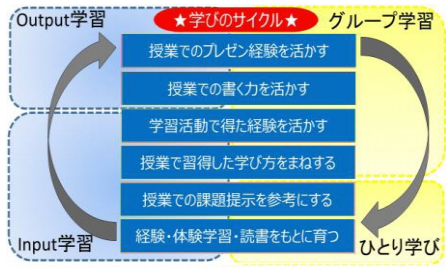 Output学習
★学びのサイクル★
グループ学習
授業でのプレゼン経験を活かす
授業での書く力を活かす
学習活動で得た経験を活かす
授業で習得した学び方をまねする
授業での課題提示を参考にする
経験・体験学習・読書をもとに育つ
Input学習
ひとり学び